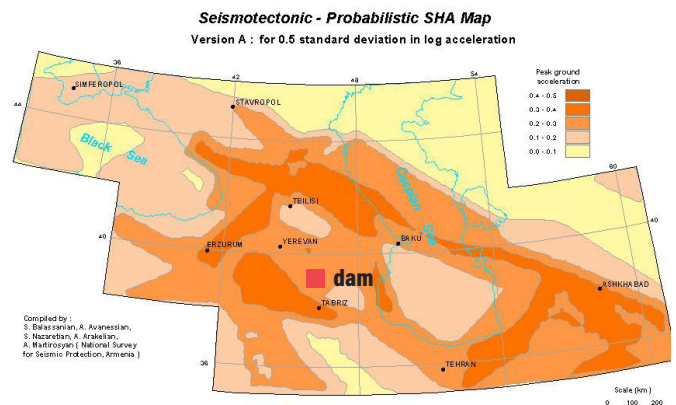 Seismotectonic - Probabilistic SHA Map
Version A : for 0.5 standard deviation in log acceleration
Peak ground
acceleration
0.4 - 0.5
0.3 - 0.4
0.2 - 0.3
0.1 - 0.2
0.0 - 0.1
36
42
48
54
60
44
40
40
36
SIMFEROPOL
STAVROPOL
Black Sea
Caspian Sea
TBILISI
ERZURUM
YEREVAN
BAKU
dam
TABRIZ
ASHKHABAD
TEHRAN
Compiled by :
S. Balassanian, A. Avanessian,
S. Nazaretian, A. Arakelian,
A. Martirosyan ( National Survey
for Seismic Protection, Armenia )
Scale (km)
0 100 200